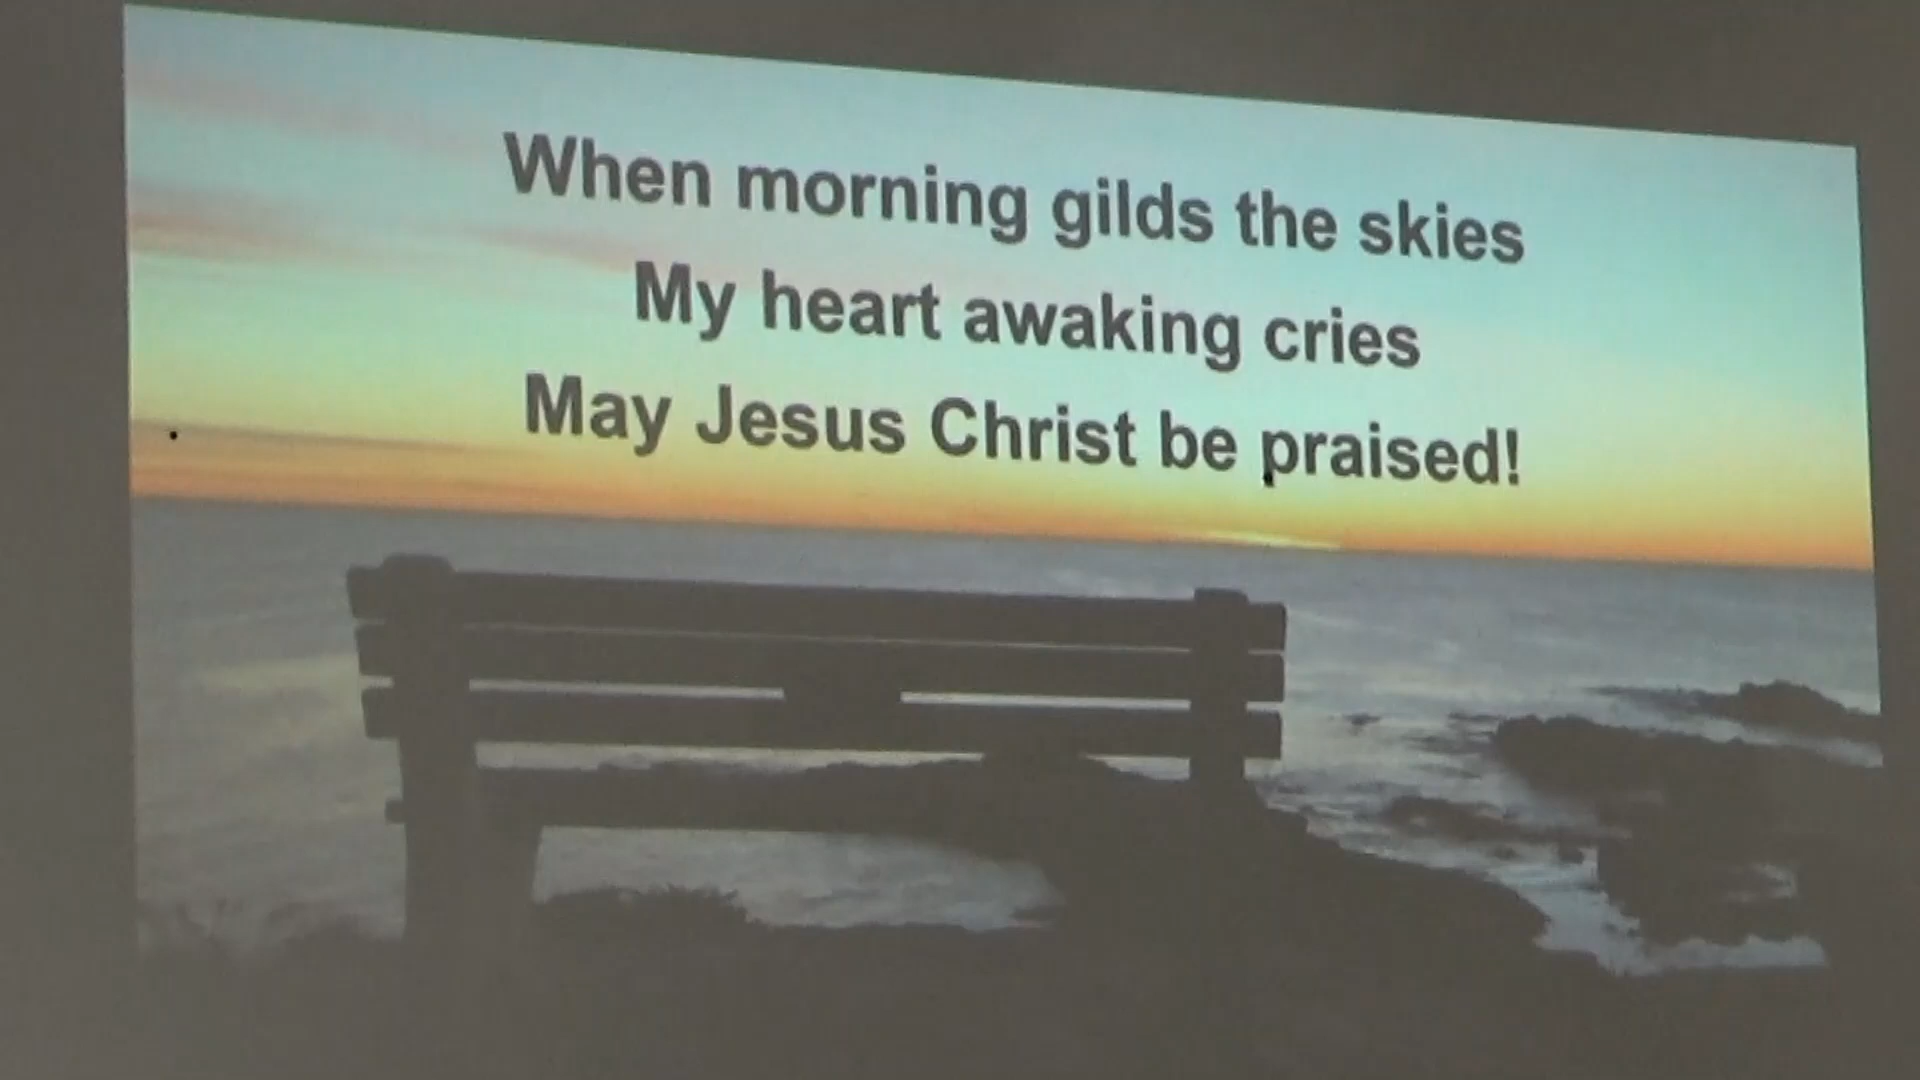 When morning gilds the skies
My heart awaking cries
May Jesus Christ be praised!